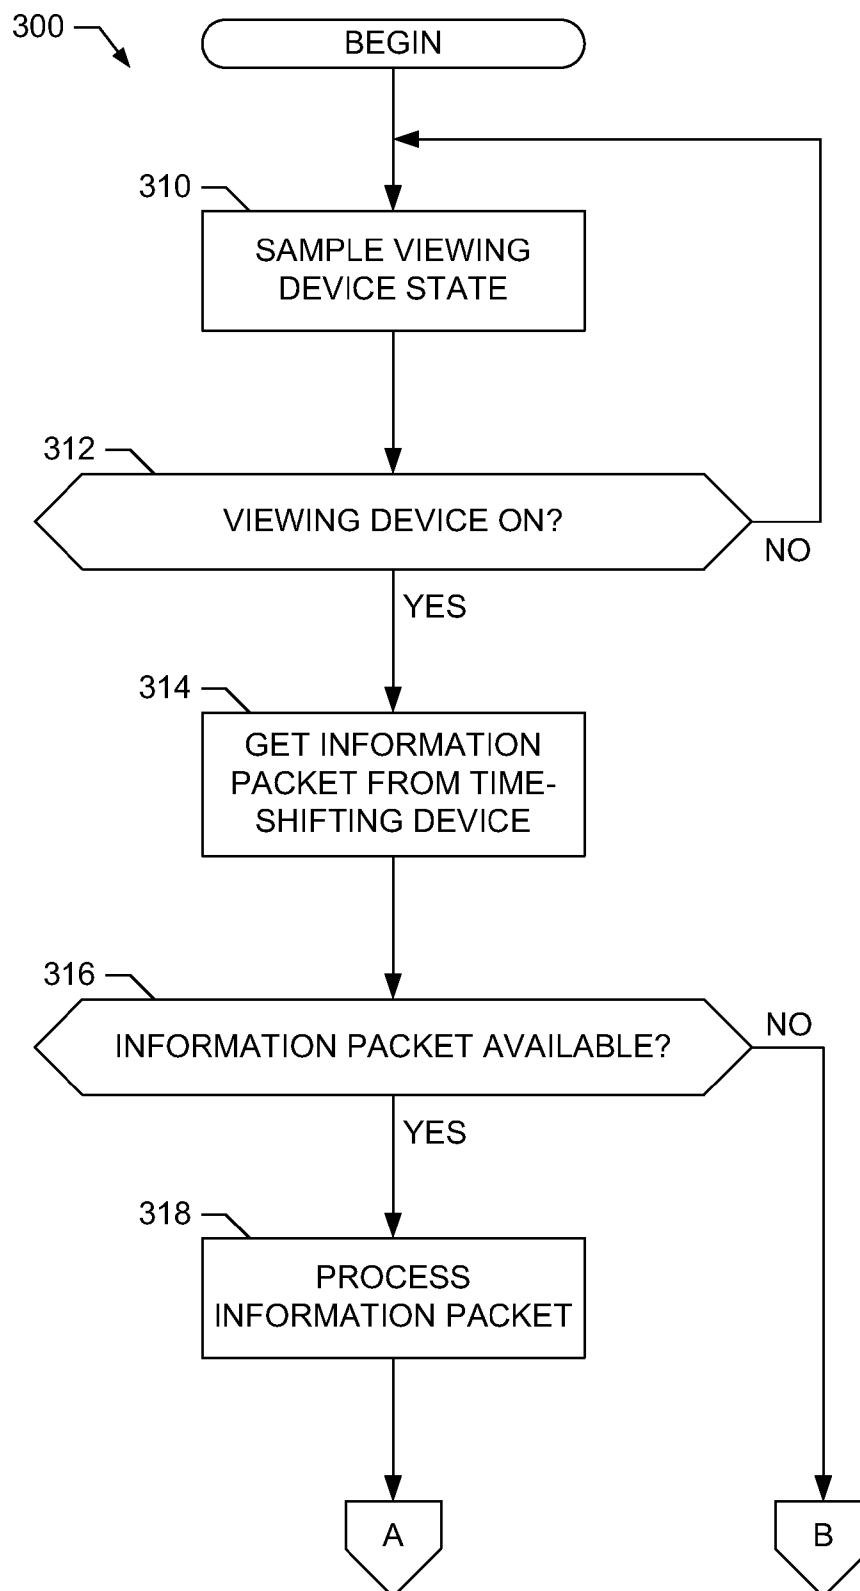 300
BEGIN
310
SAMPLE VIEWING
DEVICE STATE
312
VIEWING DEVICE ON?
NO
YES
314
GET INFORMATION
PACKET FROM TIME-
SHIFTING DEVICE
316
INFORMATION PACKET AVAILABLE?
NO
YES
318
PROCESS
INFORMATION PACKET
A
B